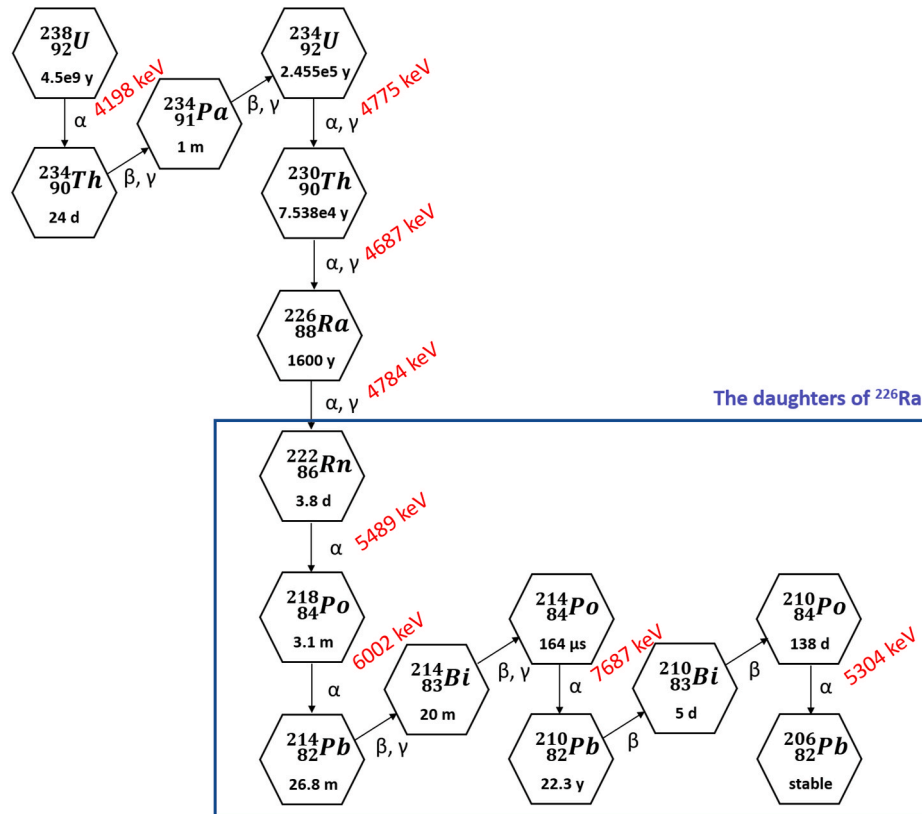 ²³⁸₉₂U
4.5e9 y
α
4198 keV
²³⁴₉₀Th
24 d
β, γ
²³⁴₉₁Pa
1 m
β, γ
²³⁴₉₂U
2.455e5 y
α, γ
4775 keV
²³⁰₉₀Th
7.538e4 y
α, γ
4687 keV
²²⁶₈₈Ra
1600 y
α, γ
4784 keV
The daughters of ²²⁶Ra
²²²₈₆Rn
3.8 d
α
5489 keV
²¹⁸₈₄Po
3.1 m
α
6002 keV
²¹⁴₈₂Pb
26.8 m
β, γ
²¹⁴₈₃Bi
20 m
β, γ
²¹⁴₈₄Po
164 µs
α
7687 keV
²¹⁰₈₂Pb
22.3 y
β
²¹⁰₈₃Bi
5 d
β
²¹⁰₈₄Po
138 d
α
5304 keV
²⁰⁶₈₂Pb
stable